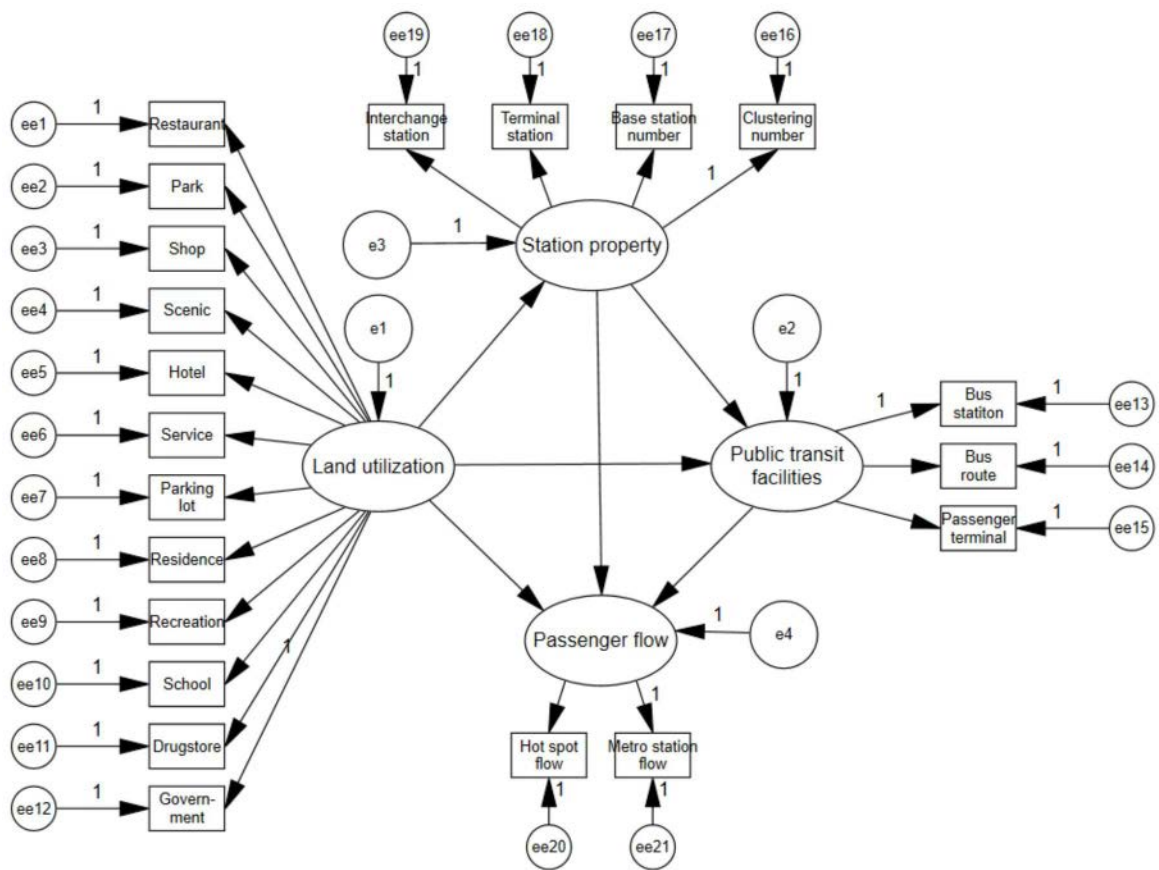 ee19
ee18
ee17
ee16
1
1
1
1
Interchange
station
Terminal
station
Base station
number
Clustering
number
1
ee1
1
Restaurant
ee2
1
Park
ee3
1
Shop
ee4
1
Scenic
ee5
1
Hotel
ee6
1
Service
ee7
1
Parking
lot
ee8
1
Residence
ee9
1
Recreation
ee10
1
School
ee11
1
Drugstore
ee12
1
Govern-
ment
1
e3
1
Station property
e1
1
Land utilization
e2
1
Public transit
facilities
1
Bus
statiton
1
ee13
Bus
route
1
ee14
Passenger
terminal
1
ee15
Passenger flow
1
e4
1
Hot spot
flow
Metro station
flow
1
1
ee20
ee21